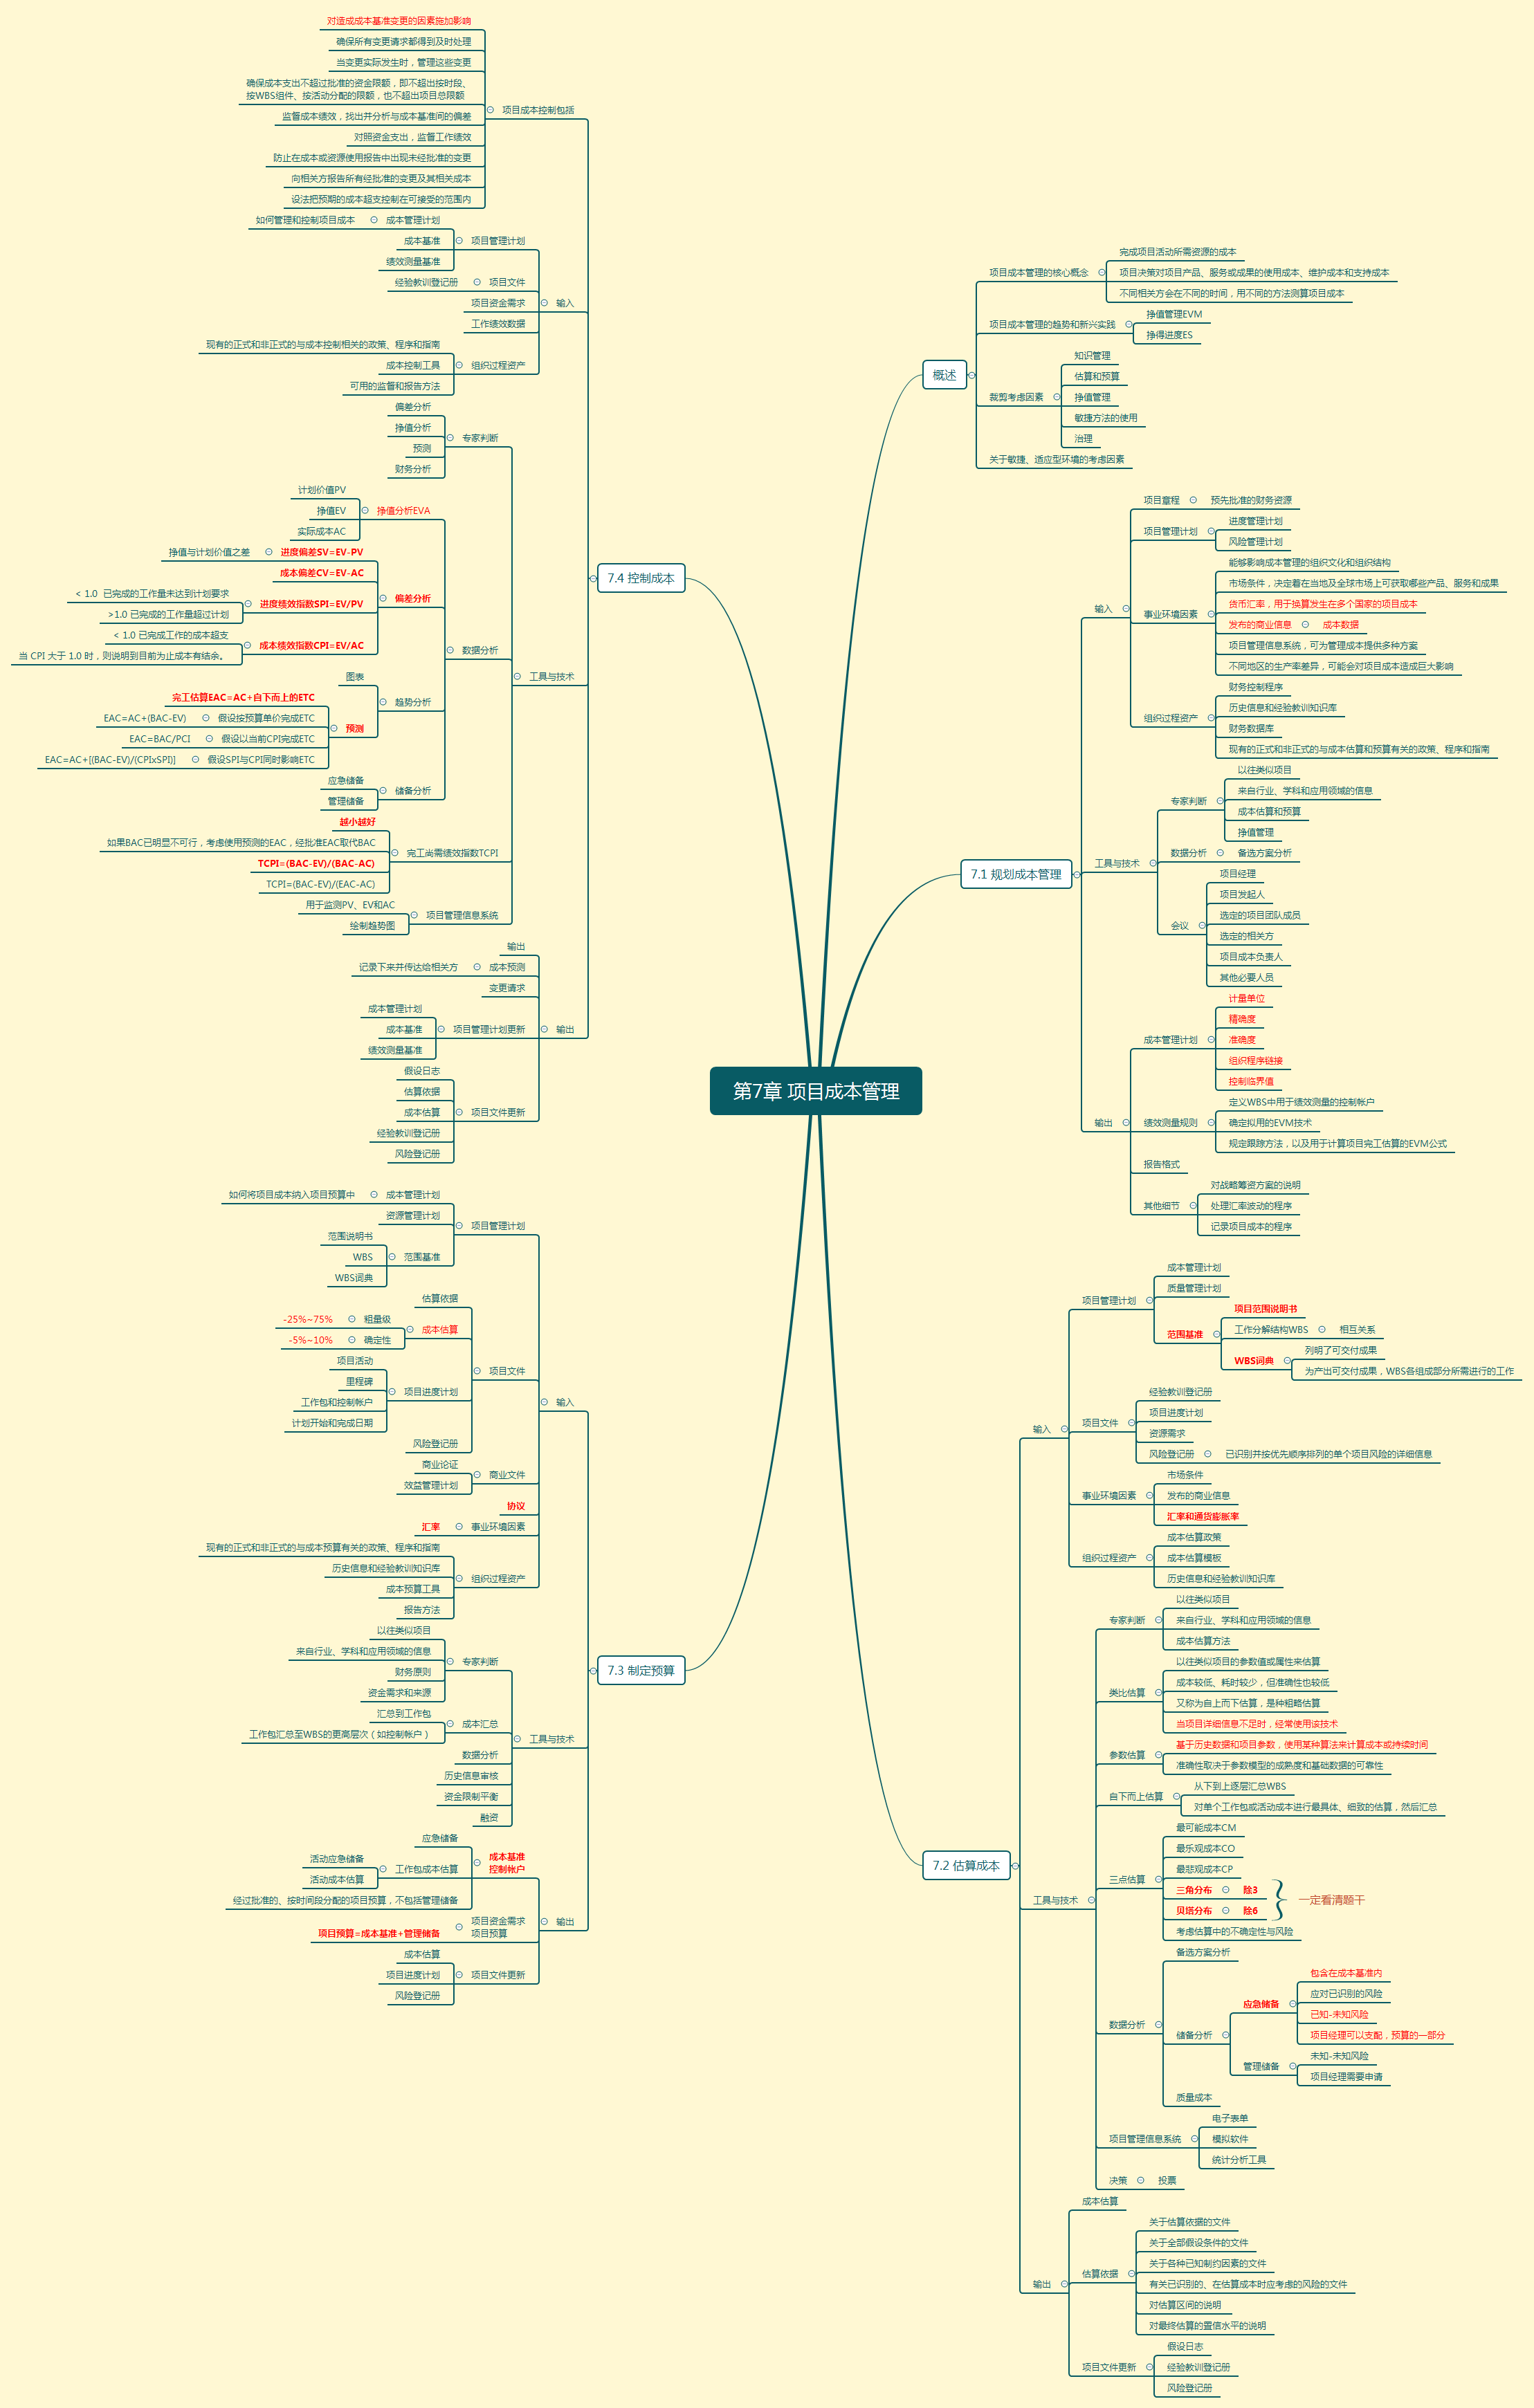 第7章 项目成本管理
概述
项目成本管理的核心概念
完成项目活动所需资源的成本
项目决策对项目产品、服务或成果的使用成本、维护成本和支持成本
不同相关方会在不同的时间，用不同的方法测算项目成本
项目成本管理的趋势和新兴实践
挣值管理EVM
挣得进度ES
裁剪考虑因素
知识管理
估算和预算
挣值管理
敏捷方法的使用
治理
关于敏捷、适应型环境的考虑因素
7.1 规划成本管理
输入
项目章程
预先批准的财务资源
项目管理计划
进度管理计划
风险管理计划
事业环境因素
能够影响成本管理的组织文化和组织结构
市场条件，决定着在当地及全球市场上可获取哪些产品、服务和成果
货币汇率，用于换算发生在多个国家的项目成本
发布的商业信息
成本数据
项目管理信息系统，可为管理成本提供多种方案
不同地区的生产率差异，可能会对项目成本造成巨大影响
组织过程资产
财务控制程序
历史信息和经验教训知识库
财务数据库
现有的正式和非正式的与成本估算和预算有关的政策、程序和指南
工具与技术
专家判断
以往类似项目
来自行业、学科和应用领域的信息
成本估算和预算
挣值管理
数据分析
备选方案分析
会议
项目经理
项目发起人
选定的项目团队成员
选定的相关方
项目成本负责人
其他必要人员
输出
成本管理计划
计量单位
精确度
准确度
组织程序链接
控制临界值
绩效测量规则
定义WBS中用于绩效测量的控制帐户
确定拟用的EVM技术
规定跟踪方法，以及用于计算项目完工估算的EVM公式
报告格式
其他细节
对战略筹资方案的说明
处理汇率波动的程序
记录项目成本的程序
7.2 估算成本
输入
项目管理计划
成本管理计划
质量管理计划
范围基准
项目范围说明书
工作分解结构WBS
相互关系
WBS词典
列明了可交付成果
为产出可交付成果，WBS各组成部分所需进行的工作
项目文件
经验教训登记册
项目进度计划
资源需求
风险登记册
已识别并按优先顺序排列的单个项目风险的详细信息
事业环境因素
市场条件
发布的商业信息
汇率和通货膨胀率
组织过程资产
成本估算政策
成本估算模板
历史信息和经验教训知识库
工具与技术
专家判断
以往类似项目
来自行业、学科和应用领域的信息
成本估算方法
类比估算
以往类似项目的参数值或属性来估算
成本较低、耗时较少，但准确性也较低
又称为自上而下估算，是种粗略估算
当项目详细信息不足时，经常使用该技术
参数估算
基于历史数据和项目参数，使用某种算法来计算成本或持续时间
准确性取决于参数模型的成熟度和基础数据的可靠性
自下而上估算
从下到上逐层汇总WBS
对单个工作包或活动成本进行最具体、细致的估算，然后汇总
三点估算
最可能成本CM
最乐观成本CO
最悲观成本CP
三角分布
除3
贝塔分布
除6
一定看清题干
考虑估算中的不确定性与风险
数据分析
备选方案分析
储备分析
应急储备
包含在成本基准内
应对已识别的风险
已知-未知风险
项目经理可以支配，预算的一部分
管理储备
未知-未知风险
项目经理需要申请
质量成本
项目管理信息系统
电子表单
模拟软件
统计分析工具
决策
投票
输出
成本估算
估算依据
关于估算依据的文件
关于全部假设条件的文件
关于各种已知制约因素的文件
有关已识别的、在估算成本时应考虑的风险的文件
对估算区间的说明
对最终估算的置信水平的说明
项目文件更新
假设日志
经验教训登记册
风险登记册
7.4 控制成本
项目成本控制包括
对造成成本基准变更的因素施加影响
确保所有变更请求都得到及时处理
当变更实际发生时，管理这些变更
确保成本支出不超过批准的资金限额，即不超出按时段、
按WBS组件、按活动分配的限额，也不超出项目总限额
监督成本绩效，找出并分析与成本基准间的偏差
对照资金支出，监督工作绩效
防止在成本或资源使用报告中出现未经批准的变更
向相关方报告所有经批准的变更及其相关成本
设法把预期的成本超支控制在可接受的范围内
输入
项目管理计划
成本管理计划
如何管理和控制项目成本
成本基准
绩效测量基准
项目文件
经验教训登记册
项目资金需求
工作绩效数据
组织过程资产
现有的正式和非正式的与成本控制相关的政策、程序和指南
成本控制工具
可用的监督和报告方法
工具与技术
专家判断
偏差分析
挣值分析
预测
财务分析
数据分析
挣值分析EVA
计划价值PV
挣值EV
实际成本AC
偏差分析
进度偏差SV=EV-PV
挣值与计划价值之差
成本偏差CV=EV-AC
进度绩效指数SPI=EV/PV
< 1.0 已完成的工作量未达到计划要求
>1.0 已完成的工作量超过计划
成本绩效指数CPI=EV/AC
< 1.0 已完成工作的成本超支
当 CPI 大于 1.0 时，则说明到目前为止成本有结余。
趋势分析
图表
预测
完工估算EAC=AC+自下而上的ETC
假设按预算单价完成ETC
EAC=AC+(BAC-EV)
假设以当前CPI完成ETC
EAC=BAC/PCI
假设SPI与CPI同时影响ETC
EAC=AC+[(BAC-EV)/(CPIxSPI)]
储备分析
应急储备
管理储备
完工尚需绩效指数TCPI
越小越好
如果BAC已明显不可行，考虑使用预测的EAC，经批准EAC取代BAC
TCPI=(BAC-EV)/(BAC-AC)
TCPI=(BAC-EV)/(EAC-AC)
项目管理信息系统
用于监测PV、EV和AC
绘制趋势图
输出
输出
成本预测
记录下来并传达给相关方
变更请求
项目管理计划更新
成本管理计划
成本基准
绩效测量基准
项目文件更新
假设日志
估算依据
成本估算
经验教训登记册
风险登记册
7.3 制定预算
输入
项目管理计划
成本管理计划
如何将项目成本纳入项目预算中
资源管理计划
范围基准
范围说明书
WBS
WBS词典
项目文件
估算依据
成本估算
粗量级
-25%~75%
确定性
-5%~10%
项目进度计划
项目活动
里程碑
工作包和控制帐户
计划开始和完成日期
风险登记册
商业文件
商业论证
效益管理计划
协议
事业环境因素
汇率
组织过程资产
现有的正式和非正式的与成本预算有关的政策、程序和指南
历史信息和经验教训知识库
成本预算工具
报告方法
工具与技术
专家判断
以往类似项目
来自行业、学科和应用领域的信息
财务原则
资金需求和来源
成本汇总
汇总到工作包
工作包汇总至WBS的更高层次（如控制帐户）
数据分析
历史信息审核
资金限制平衡
融资
输出
成本基准
控制帐户
应急储备
工作包成本估算
活动应急储备
活动成本估算
经过批准的、按时间段分配的项目预算，不包括管理储备
项目资金需求
项目预算
项目预算=成本基准+管理储备
项目文件更新
成本估算
项目进度计划
风险登记册